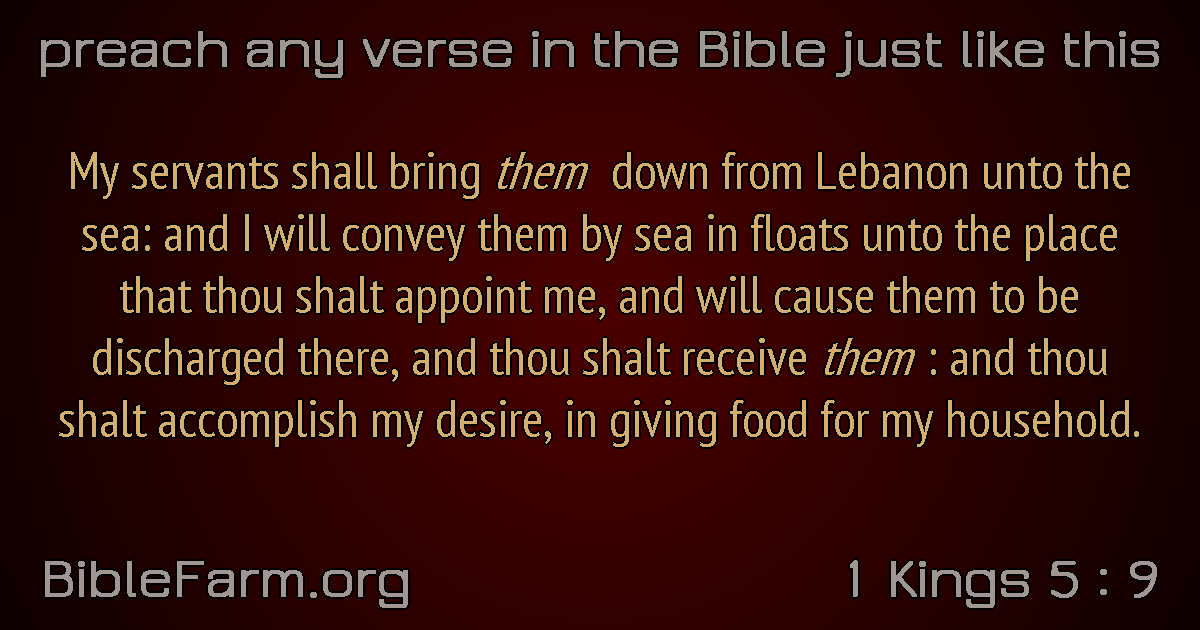 preach any verse in the Bible just like this
My servants shall bring them down from Lebanon unto the
sea: and I will convey them by sea in floats unto the place
that thou shalt appoint me, and will cause them to be
discharged there, and thou shalt receive them : and thou
shalt accomplish my desire, in giving food for my household.
BibleFarm.org
1 Kings 5 : 9